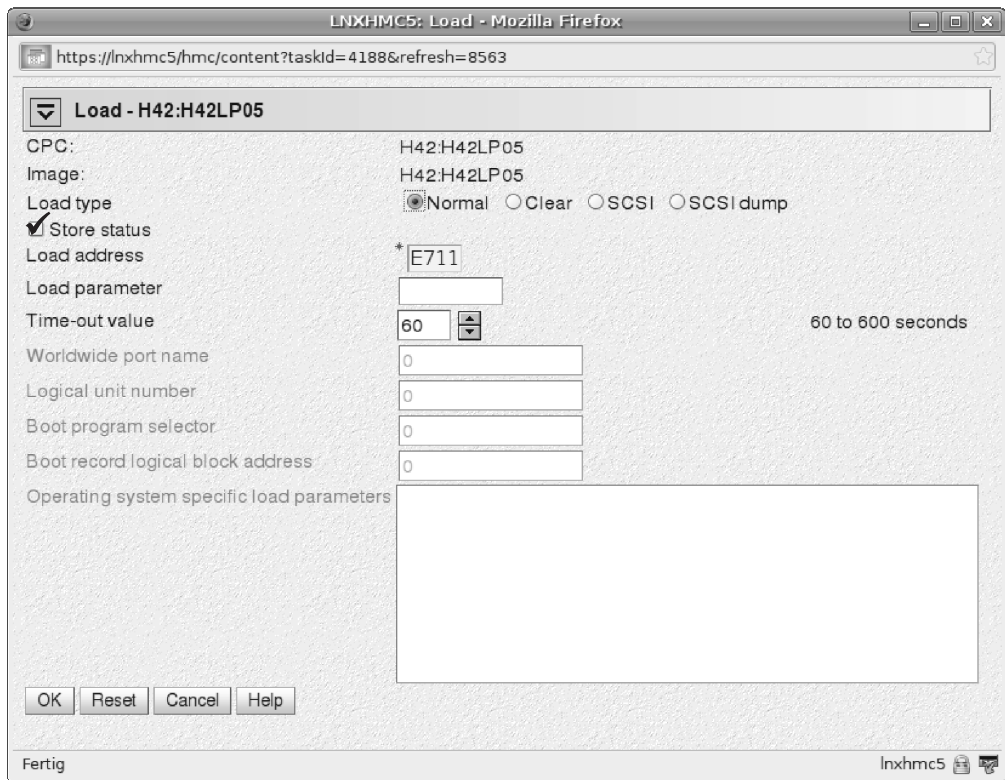 LNXHMC5: Load - Mozilla Firefox
https://lnxhmc5/hmc/content?taskId=4188&refresh=8563
Load - H42:H42LP05
CPC: H42:H42LP05
Image: H42:H42LP05
Load type Normal Clear SCSI SCSI dump
Store status
Load address * E711
Load parameter
Time-out value 60 60 to 600 seconds
Worldwide port name 0
Logical unit number 0
Boot program selector 0
Boot record logical block address 0
Operating system specific load parameters
OK Reset Cancel Help
Fertig lnxhmc5